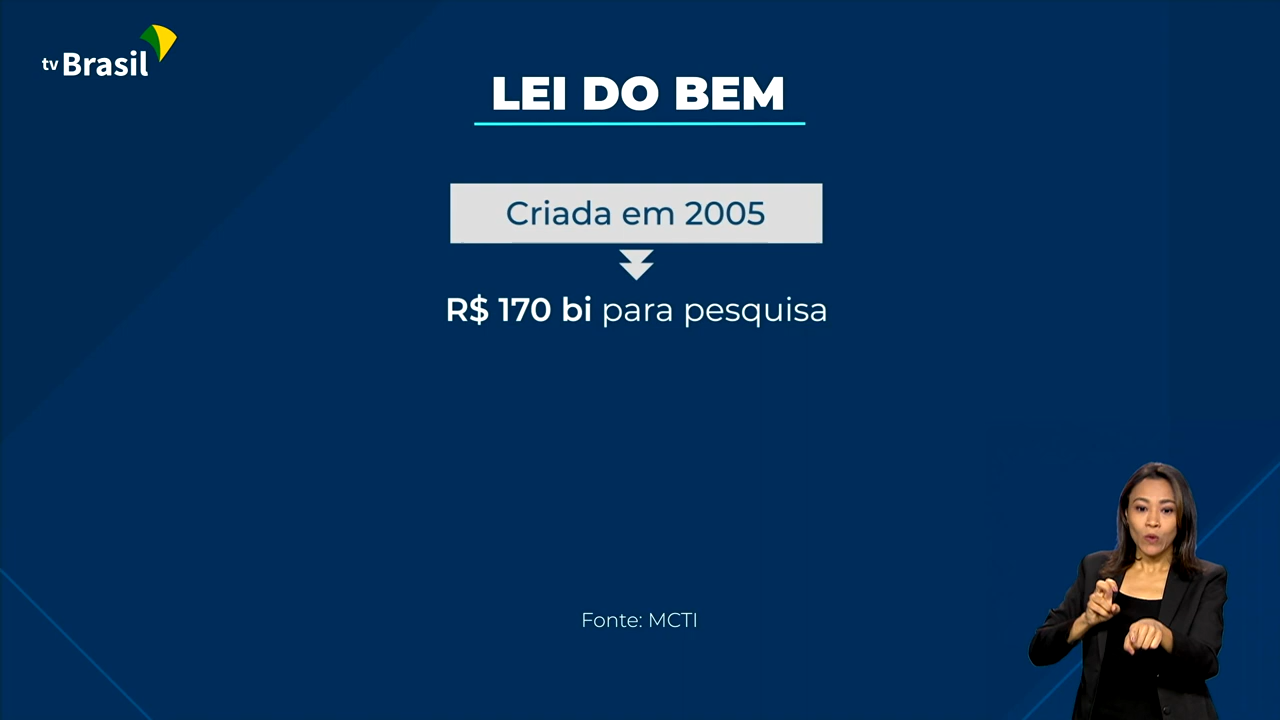 tv Brasil
LEI DO BEM
Criada em 2005
R$ 170 bi para pesquisa
Fonte: MCTI